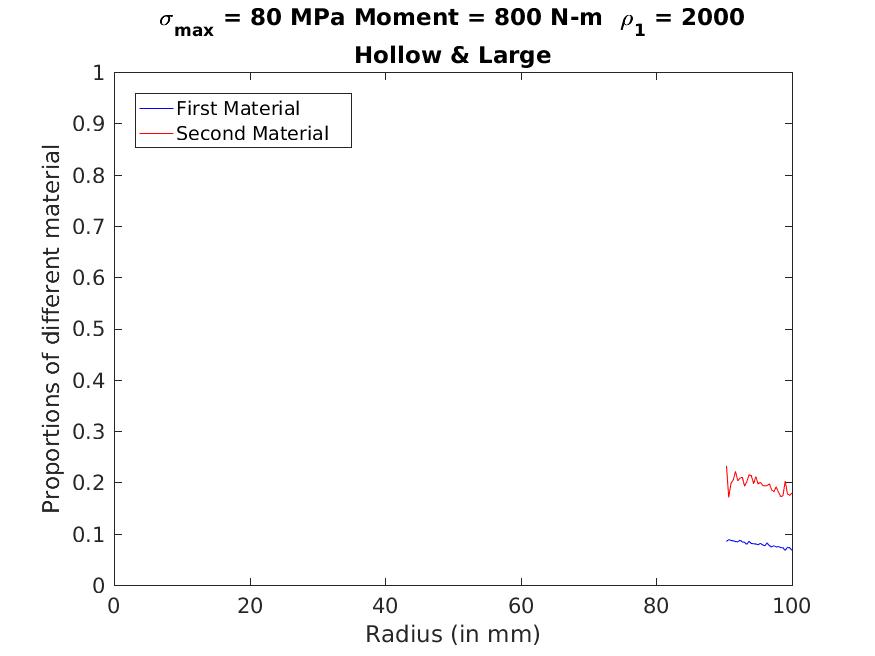 σmax = 80 MPa Moment = 800 N-m ρ1 = 2000
Hollow & Large
First Material
Second Material
1
0.9
0.8
0.7
0.6
0.5
0.4
0.3
0.2
0.1
0
Proportions of different material
0 20 40 60 80 100
Radius (in mm)